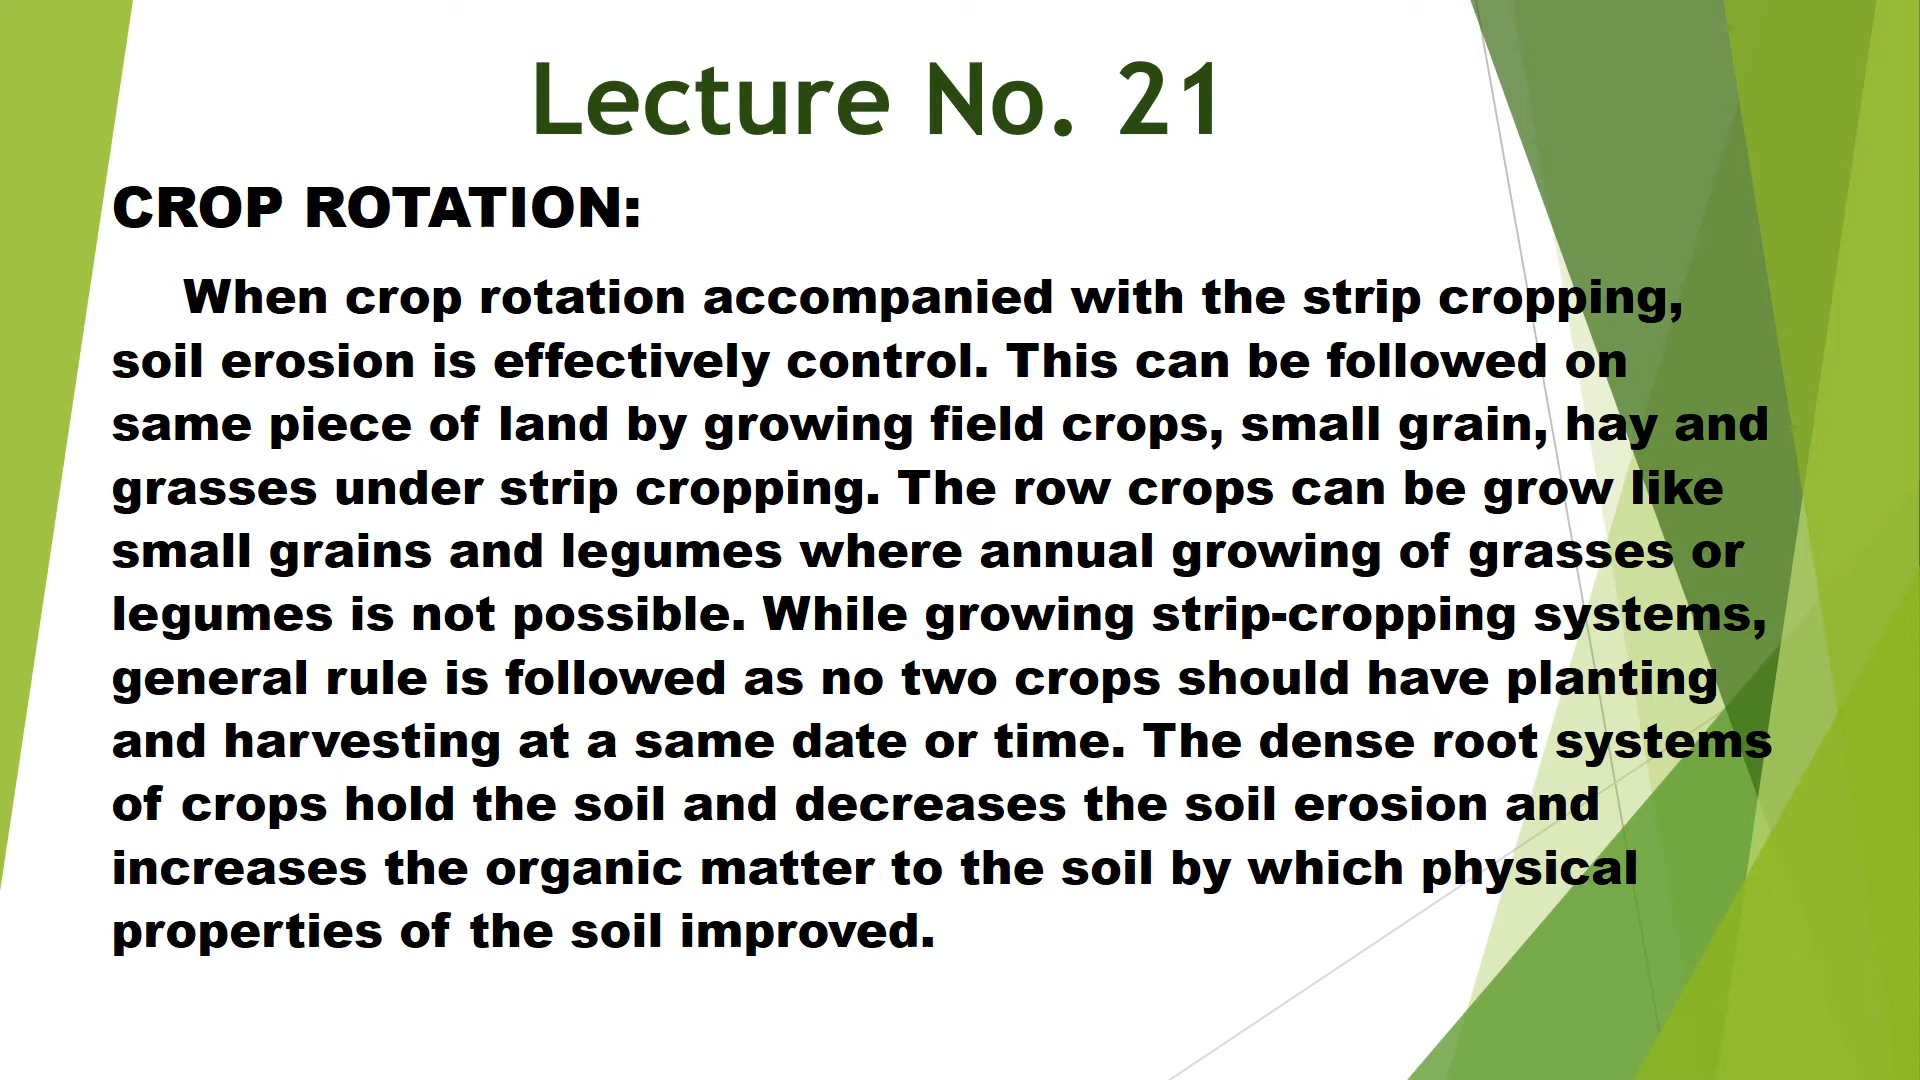 Lecture No. 21
CROP ROTATION:
When crop rotation accompanied with the strip cropping,
soil erosion is effectively control. This can be followed on
same piece of land by growing field crops, small grain, hay and
grasses under strip cropping. The row crops can be grow like
small grains and legumes where annual growing of grasses or
legumes is not possible. While growing strip-cropping systems,
general rule is followed as no two crops should have planting
and harvesting at a same date or time. The dense root systems
of crops hold the soil and decreases the soil erosion and
increases the organic matter to the soil by which physical
properties of the soil improved.